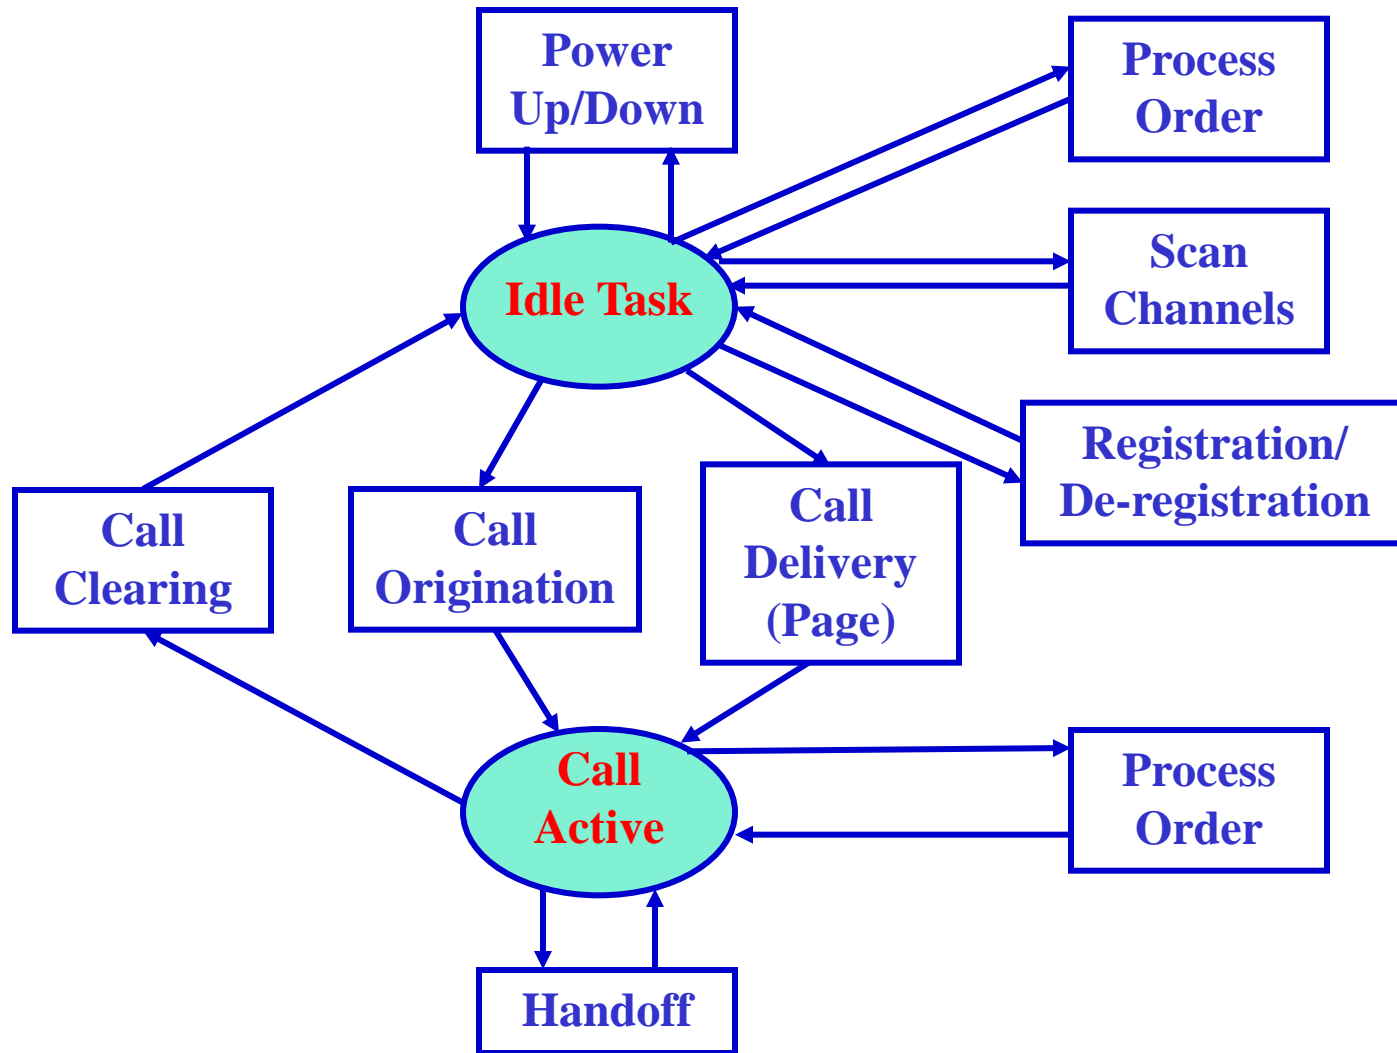 Power
Up/Down
Process
Order
Scan
Channels
Idle Task
Registration/
De-registration
Call
Clearing
Call
Origination
Call
Delivery
(Page)
Call
Active
Process
Order
Handoff